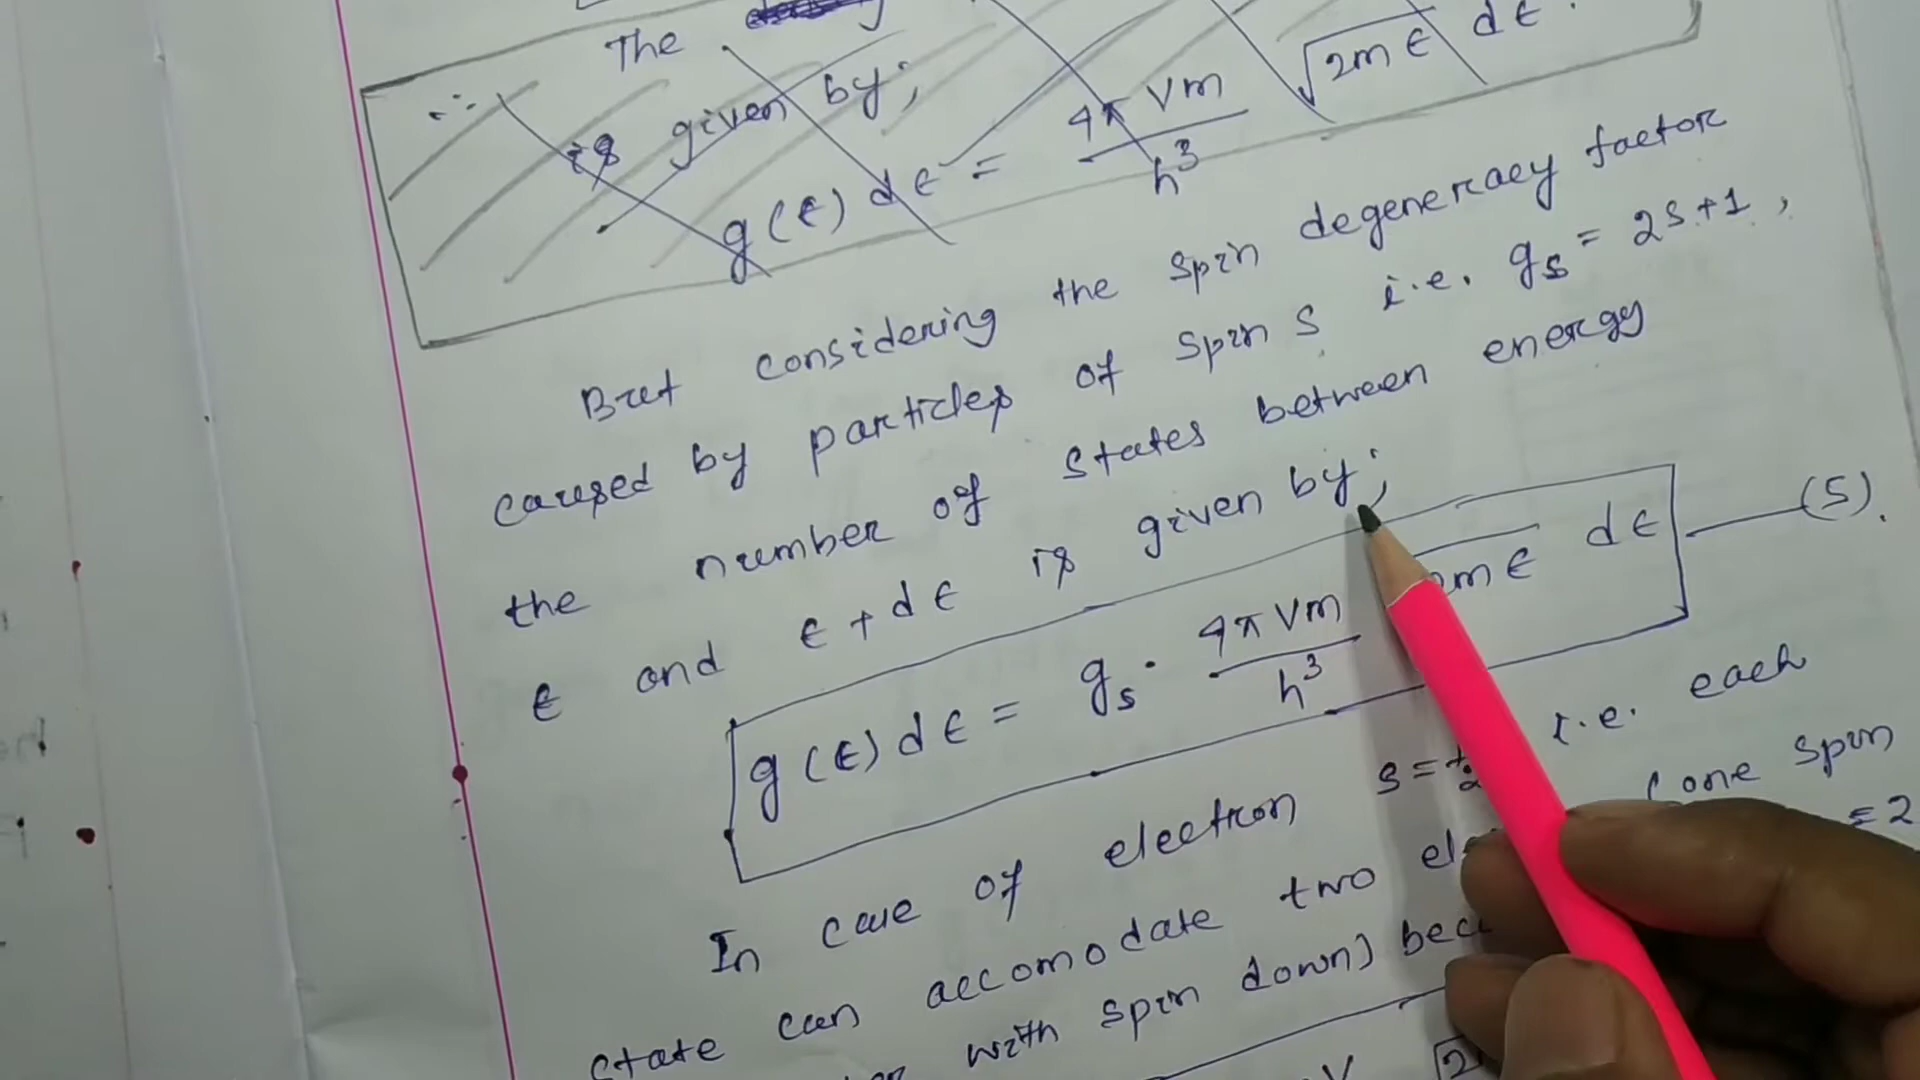 The
∴ is given by;
g(ϵ) dϵ = 4π Vm / h³ √2mϵ dϵ.
But considering the spin degeneracy factor
caused by particles of spin s i.e. gs = 2s+1,
the number of states between energy
ϵ and ϵ + dϵ is given by;
g(ϵ) dϵ = gs · 4π Vm / h³ mϵ dϵ (5).
In case of electron s = i.e. each
state can accomodate two (one spin
with spin down) = 2